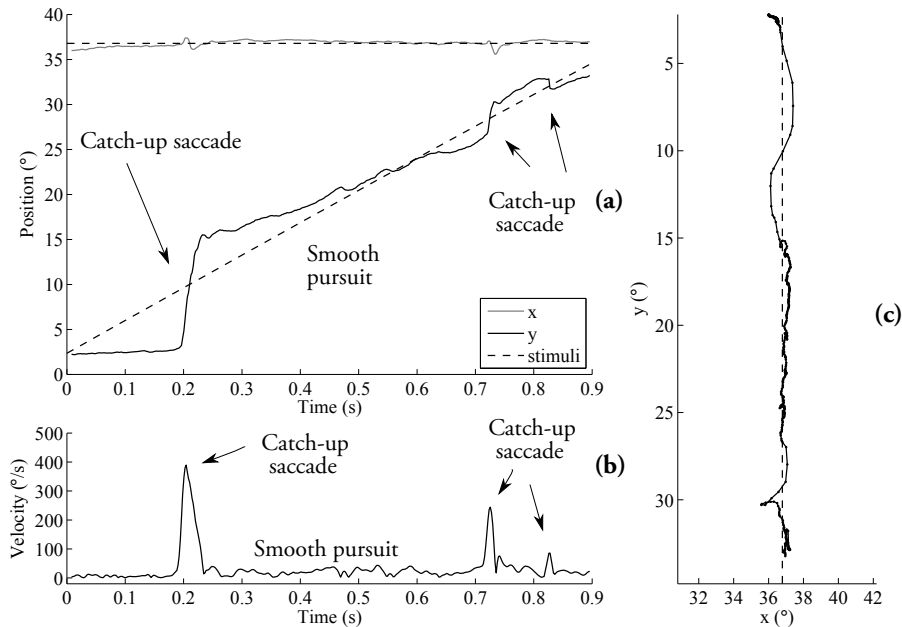 40
35
30
25
20
15
10
5
0
Position (°)
Catch-up saccade
Catch-up
saccade
(a)
Smooth
pursuit
x
y
stimuli
0 0.1 0.2 0.3 0.4 0.5 0.6 0.7 0.8 0.9
Time (s)
500
400
300
200
100
0
Velocity (°/s)
Catch-up
saccade
Catch-up
saccade
(b)
Smooth pursuit
0 0.1 0.2 0.3 0.4 0.5 0.6 0.7 0.8 0.9
Time (s)
5
10
15
20
25
30
y (°)
(c)
32 34 36 38 40 42
x (°)